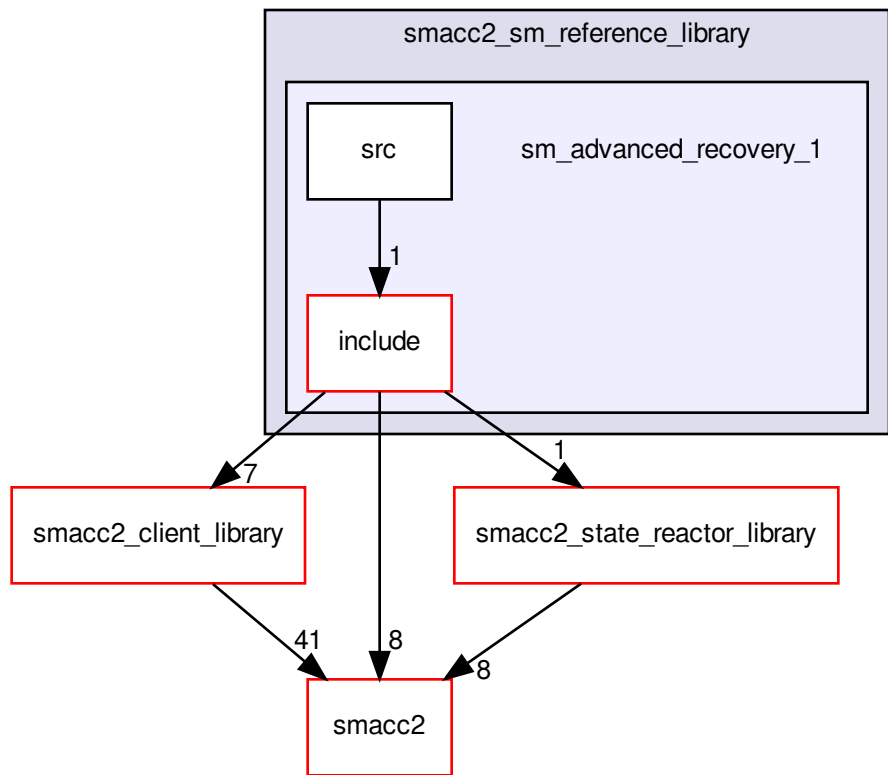 smacc2_sm_reference_library
src
sm_advanced_recovery_1
1
include
7
1
smacc2_client_library
smacc2_state_reactor_library
41
8
8
smacc2